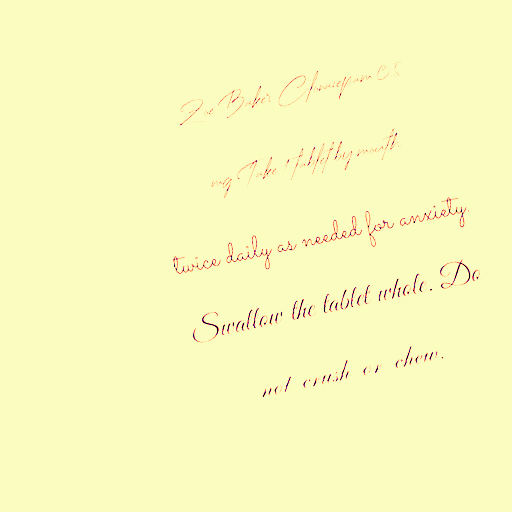 Zoe Baker Clonazepam 0.5
mg Take 1 tablet by mouth
twice daily as needed for anxiety.
Swallow the tablet whole. Do
not crush or chew.